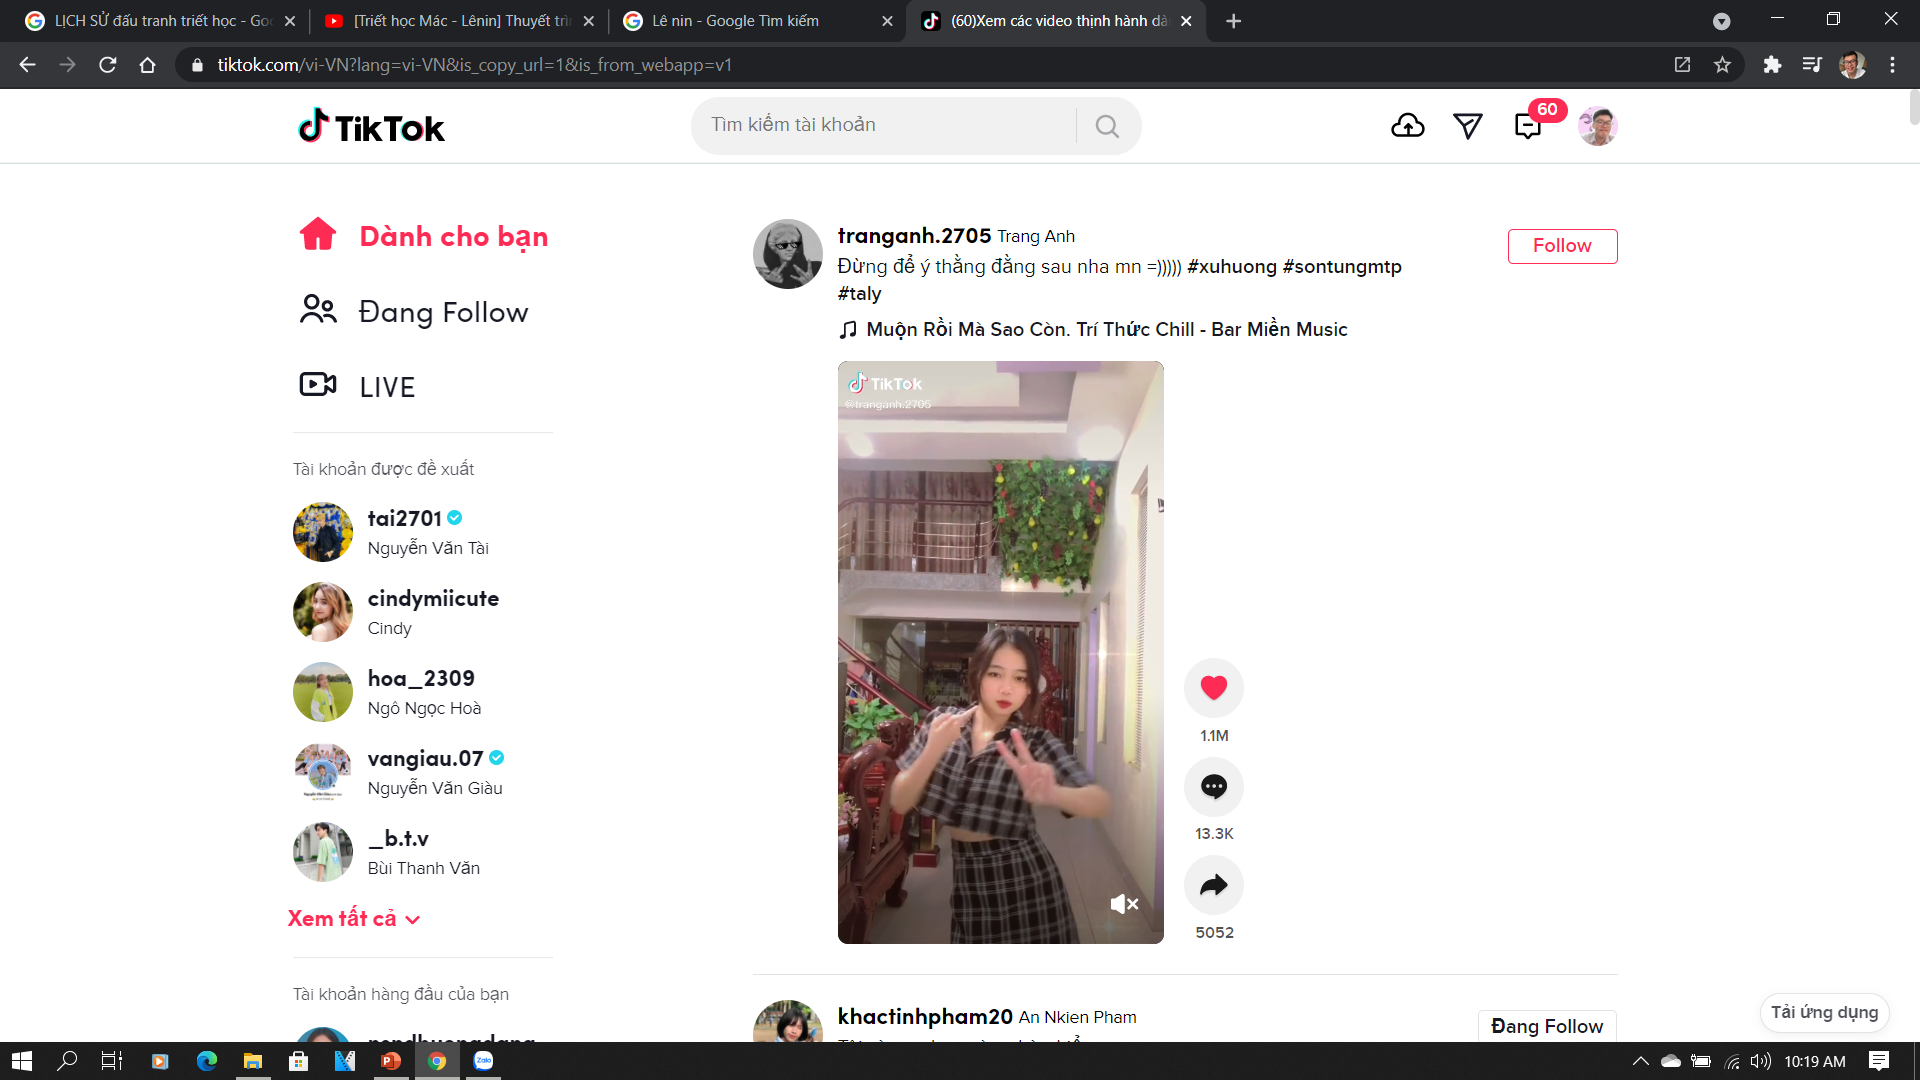 LỊCH SỬ đấu tranh triết học - Goo
[Triết học Mác - Lênin] Thuyết trìn
Lê nin - Google Tìm kiếm
(60)Xem các video thịnh hành dà
tiktok.com/vi-VN?lang=vi-VN&is_copy_url=1&is_from_webapp=v1
TikTok
Tìm kiếm tài khoản
60
Dành cho bạn
Đang Follow
LIVE
Tài khoản được đề xuất
tai2701
Nguyễn Văn Tài
cindymiicute
Cindy
hoa_2309
Ngô Ngọc Hoà
vangiau.07
Nguyễn Văn Giàu
_b.t.v
Bùi Thanh Văn
Xem tất cả
Tài khoản hàng đầu của bạn
tranganh.2705 Trang Anh
Follow
Đừng để ý thằng đằng sau nha mn =))))) #xuhuong #sontungmtp
#taly
Muộn Rồi Mà Sao Còn. Trí Thức Chill - Bar Miền Music
TikTok
@tranganh.2705
1.1M
13.3K
5052
khactinhpham20 An Nkien Pham
Đang Follow
Tải ứng dụng
Zalo
10:19 AM